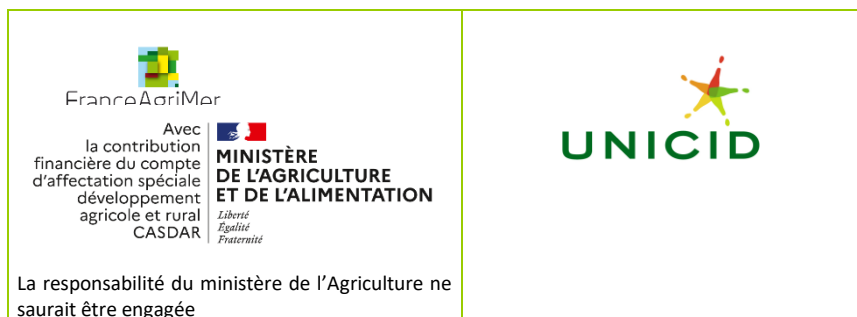 FranceAgriMer
Avec
la contribution
financière du compte
d'affectation spéciale
développement
agricole et rural
CASDAR
MINISTÈRE
DE L'AGRICULTURE
ET DE L'ALIMENTATION
Liberté
Égalité
Fraternité
La responsabilité du ministère de l'Agriculture ne
saurait être engagée
UNICID